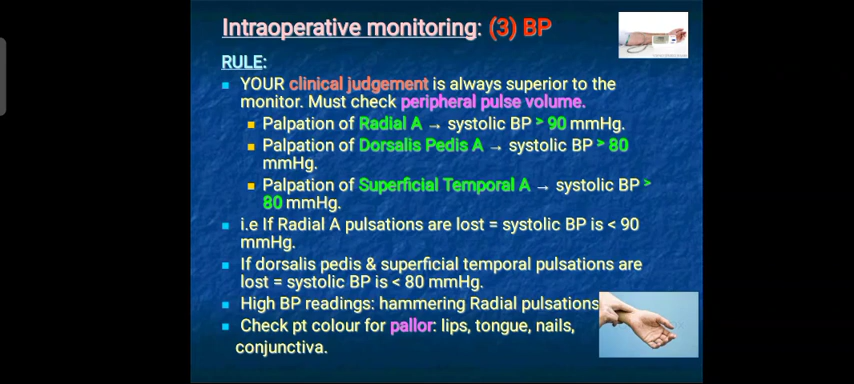 Intraoperative monitoring: (3) BP
RULE:
YOUR clinical judgement is always superior to the
monitor. Must check peripheral pulse volume.
Palpation of Radial A → systolic BP > 90 mmHg.
Palpation of Dorsalis Pedis A → systolic BP > 80
mmHg.
Palpation of Superficial Temporal A → systolic BP >
80 mmHg.
i.e If Radial A pulsations are lost = systolic BP is < 90
mmHg.
If dorsalis pedis & superficial temporal pulsations are
lost = systolic BP is < 80 mmHg.
High BP readings: hammering Radial pulsations
Check pt colour for pallor: lips, tongue, nails,
conjunctiva.